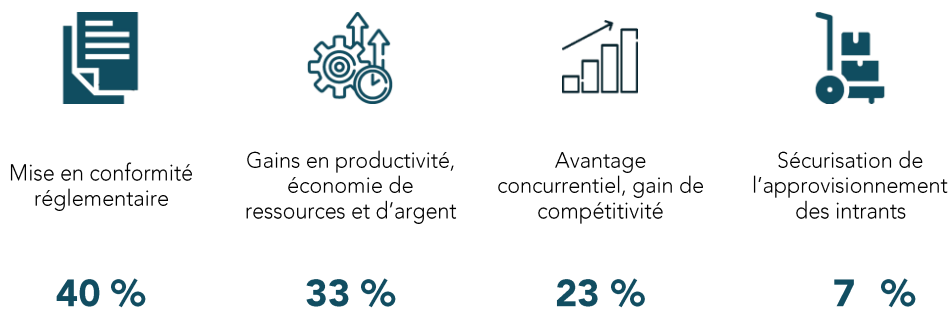 Mise en conformité
réglementaire
40 %
Gains en productivité,
économie de
ressources et d’argent
33 %
Avantage
concurrentiel, gain de
compétitivité
23 %
Sécurisation de
l’approvisionnement
des intrants
7 %